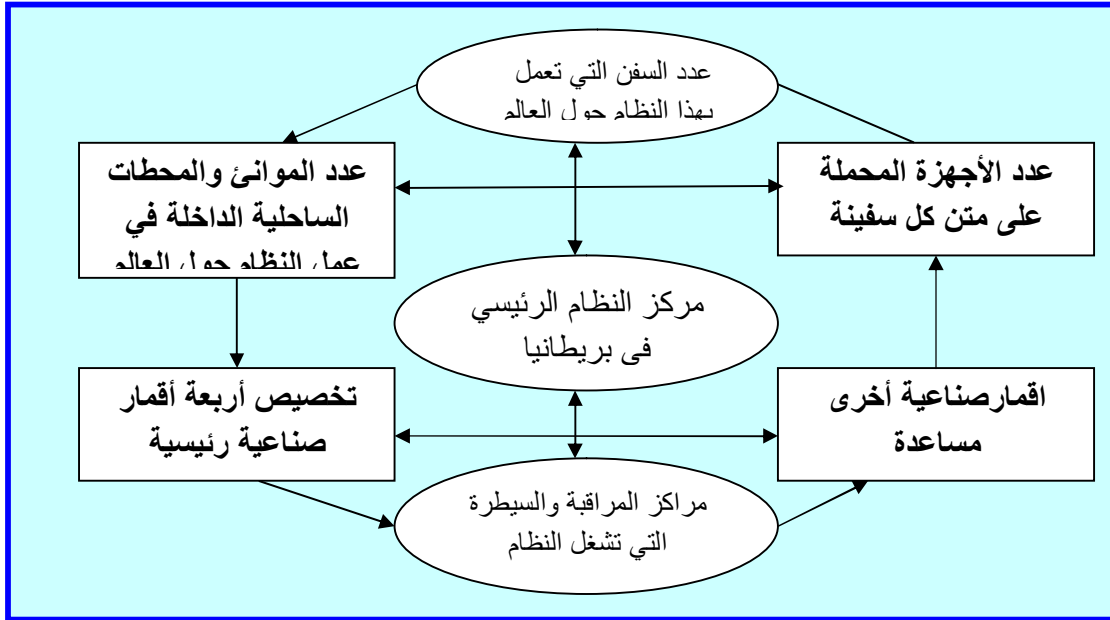 عدد السفن التي تعمل
بهذا النظام حول العالم
عدد الأجهزة المحملة
على متن كل سفينة
عدد الموانئ والمحطات
الساحلية الداخلة في
عمل النظام حول العالم
مركز النظام الرئيسي
في بريطانيا
اقمارصناعية أخرى
مساعدة
تخصيص أربعة أقمار
صناعية رئيسية
مراكز المراقبة والسيطرة
التي تشغل النظام